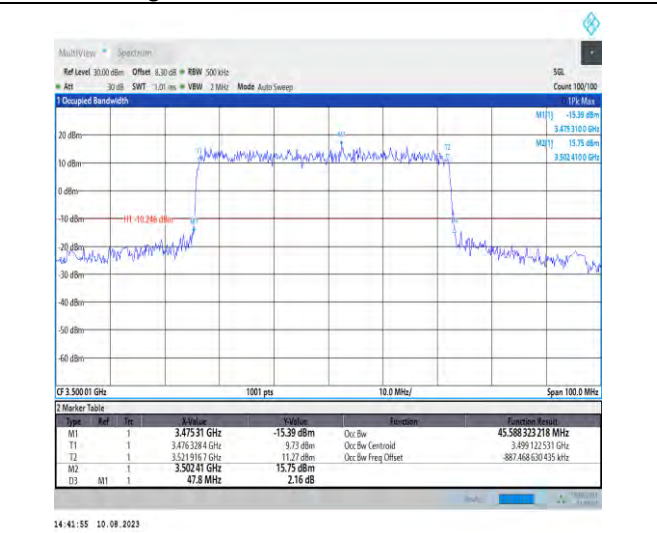 MultiView Spectrum
Ref Level 30.00 dBm Offset 8.30 dB RBW 500 kHz SGL
Att 30 dB SWT 1.01 ms VBW 2 MHz Mode Auto Sweep Count 100/100
1 Occupied Bandwidth 1Pk Max
M1[1] -15.39 dBm
3.475 310 0 GHz
20 dBm M2[1] 15.75 dBm
3.502 410 0 GHz
M2
T1 T2
10 dBm
0 dBm
-10 dBm H1 -10.246 dBm M1
-20 dBm
-30 dBm
-40 dBm
-50 dBm
-60 dBm
CF 3.500 01 GHz 1001 pts 10.0 MHz/ Span 100.0 MHz
2 Marker Table
Type Ref Trc X-Value Y-Value Function Function Result
M1 1 3.475 31 GHz -15.39 dBm Occ Bw 45.588 323 218 MHz
T1 1 3.476 328 4 GHz 9.73 dBm Occ Bw Centroid 3.499 122 531 GHz
T2 1 3.521 916 7 GHz 11.27 dBm Occ Bw Freq Offset -887.468 630 435 kHz
M2 1 3.502 41 GHz 15.75 dBm
D3 M1 1 47.8 MHz 2.16 dB
14:41:55 10.08.2023